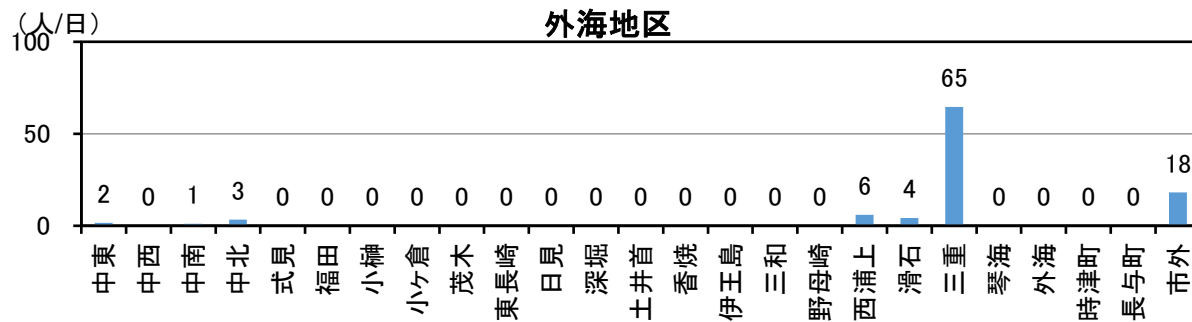 外海地区
（人/日）
100
50
0
2 0 1 3 0 0 0 0 0 0 0 0 0 0 0 0 0 6 4 65 0 0 0 0 18
中東
中西
中南
中北
式見
福田
小榊
小ヶ倉
茂木
東長崎
日見
深堀
土井首
香焼
伊王島
三和
野母崎
西浦上
滑石
三重
琴海
外海
時津町
長与町
市外